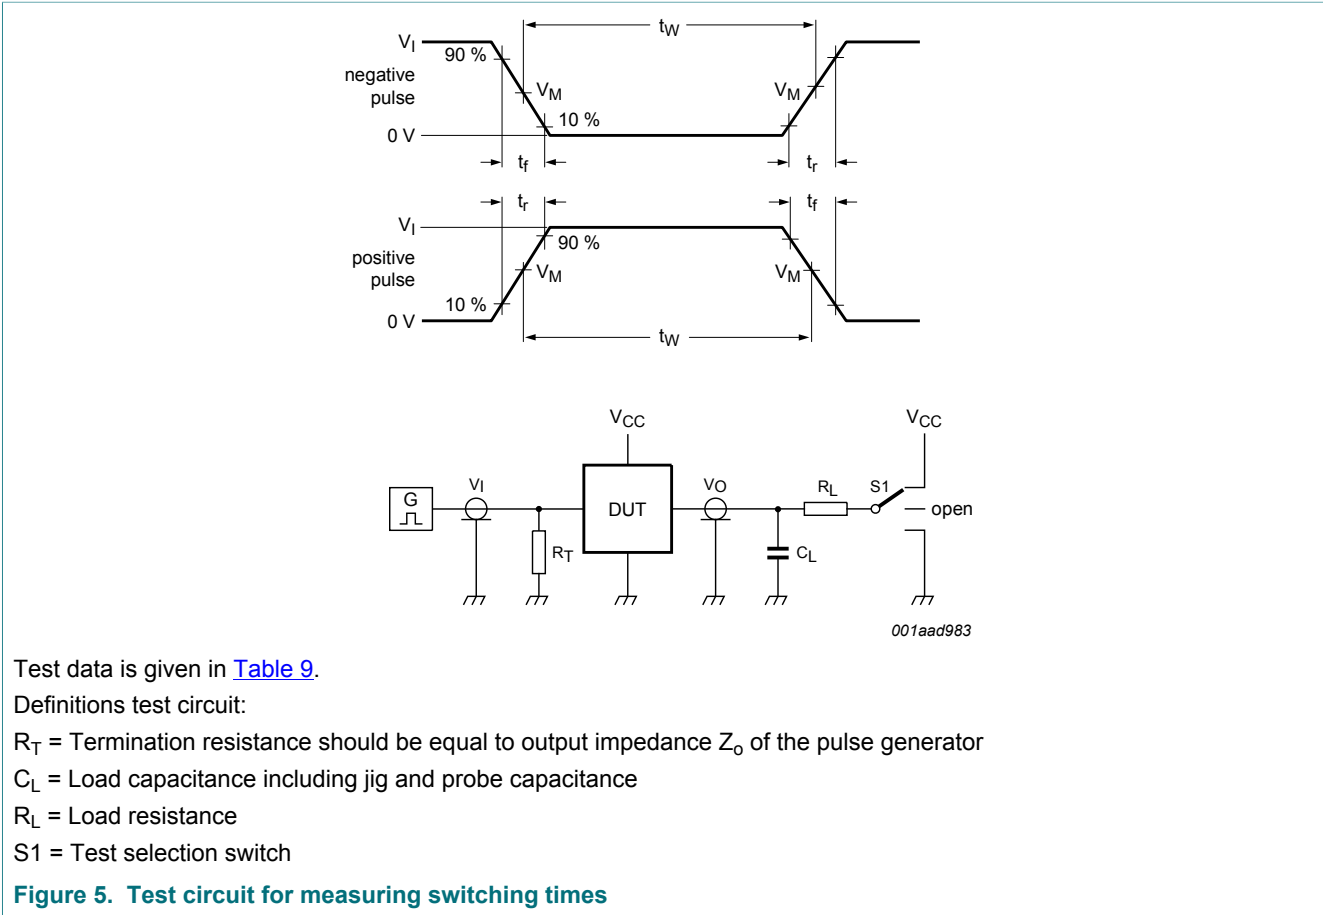 tW
VI
90 %
negative
pulse
VM
VM
10 %
0 V
tf
tr
tr
tf
VI
90 %
positive
pulse
VM
VM
10 %
0 V
tW
VCC
VCC
G
VI
DUT
VO
RL
S1
open
RT
CL
001aad983
Test data is given in Table 9.
Definitions test circuit:
RT = Termination resistance should be equal to output impedance Zo of the pulse generator
CL = Load capacitance including jig and probe capacitance
RL = Load resistance
S1 = Test selection switch
Figure 5. Test circuit for measuring switching times